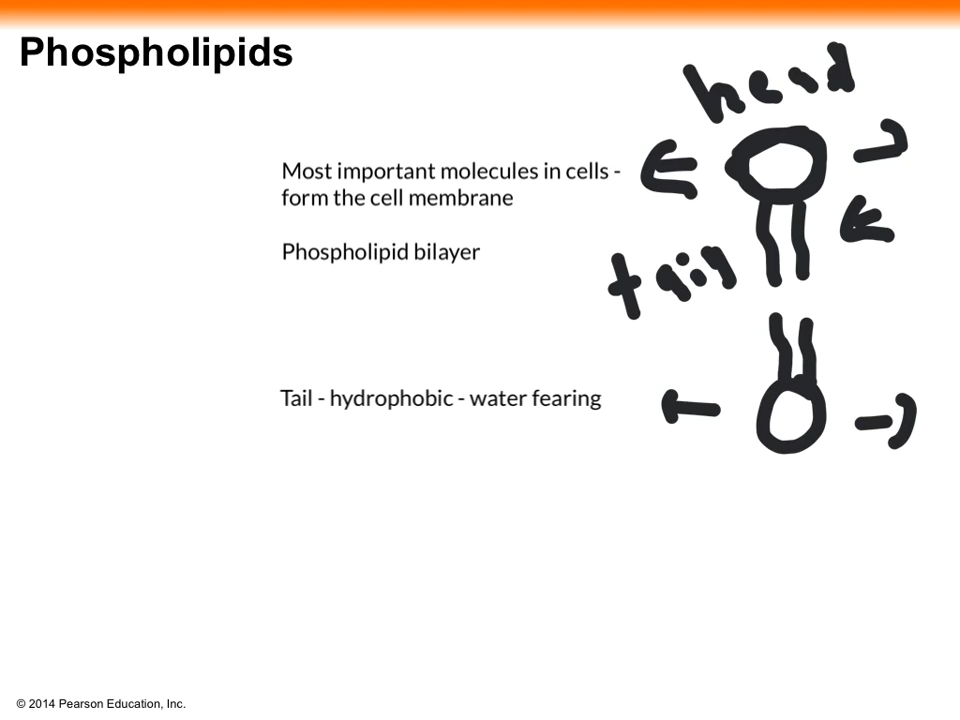 Phospholipids
head
Most important molecules in cells -
form the cell membrane
Phospholipid bilayer
tail
Tail - hydrophobic - water fearing
© 2014 Pearson Education, Inc.